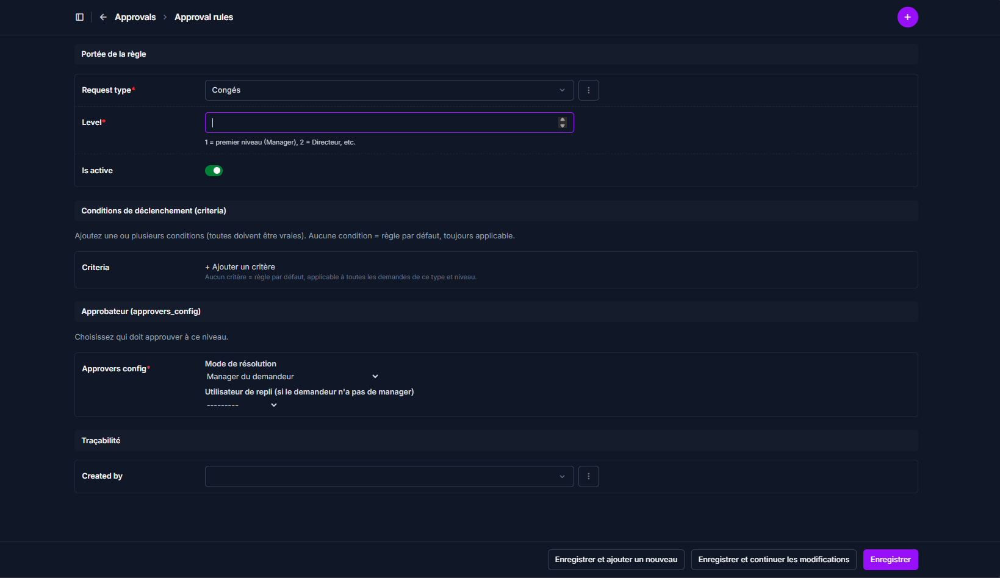 Approvals > Approval rules
+
Portée de la règle
Request type*
Congés
Level*
1 = premier niveau (Manager), 2 = Directeur, etc.
Is active
Conditions de déclenchement (criteria)
Ajoutez une ou plusieurs conditions (toutes doivent être vraies). Aucune condition = règle par défaut, toujours applicable.
Criteria
+ Ajouter un critère
Aucun critère = règle par défaut, applicable à toutes les demandes de ce type et niveau.
Approbateur (approvers_config)
Choisissez qui doit approuver à ce niveau.
Approvers config*
Mode de résolution
Manager du demandeur
Utilisateur de repli (si le demandeur n'a pas de manager)
---------
Traçabilité
Created by
Enregistrer et ajouter un nouveau
Enregistrer et continuer les modifications
Enregistrer